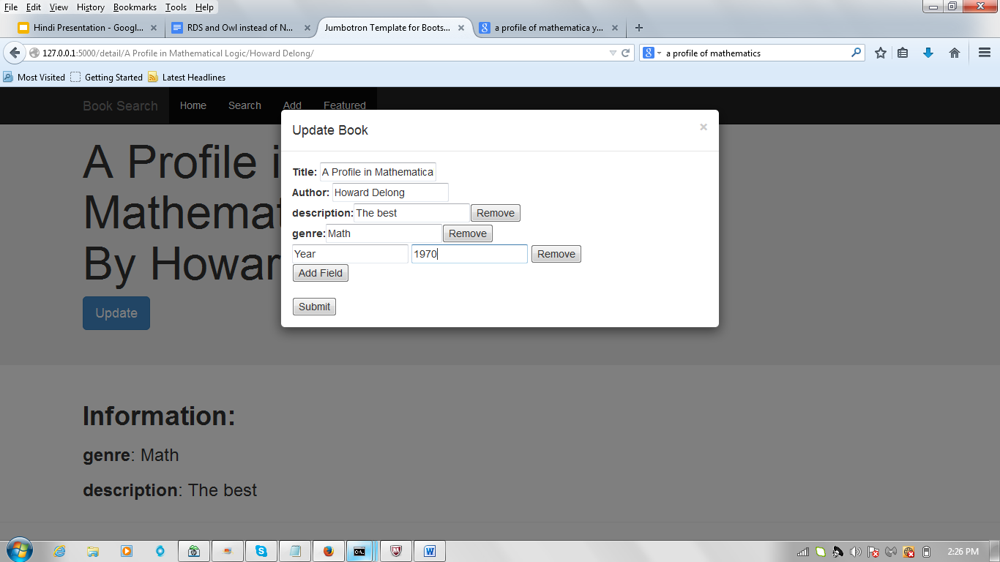 File Edit View History Bookmarks Tools Help
Hindi Presentation - Googl... RDS and Owl instead of N... Jumbotron Template for Boots... a profile of mathematica y...
127.0.0.1:5000/detail/A Profile in Mathematical Logic/Howard Delong/ a profile of mathematics
Most Visited Getting Started Latest Headlines
Book Search Home Search Add Featured
Update Book ×
A Profile i
Mathemat
By Howar
Update
Title: A Profile in Mathematica
Author: Howard Delong
description: The best Remove
genre: Math Remove
Year 1970 Remove
Add Field
Submit
Information:
genre: Math
description: The best
2:26 PM